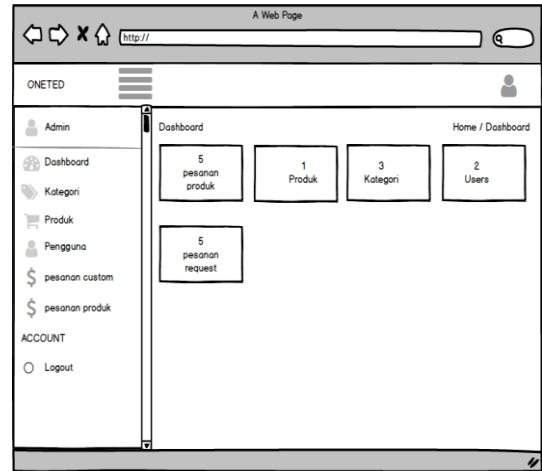 A Web Page
http://
ONETED
Admin
Dashboard
Kategori
Produk
Pengguna
pesanan custom
pesanan produk
ACCOUNT
Logout
Dashboard
Home / Dashboard
5
pesanan
produk
1
Produk
3
Kategori
2
Users
5
pesanan
request